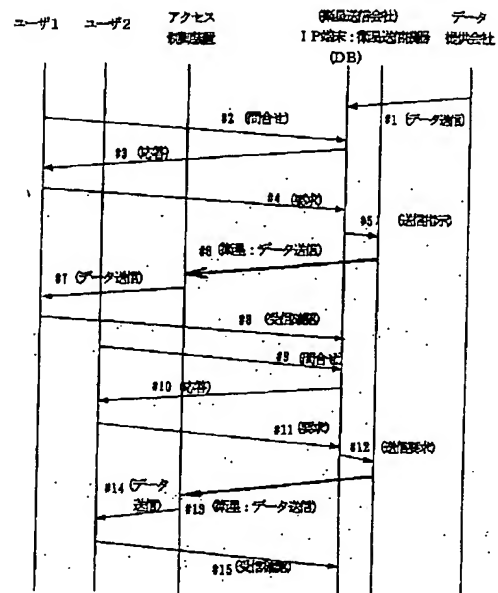 ユーザ1
ユーザ2
アクセス
制御装置
(衛星送信会社)
IP端末:衛星送信機器
(DB)
データ
提供会社
#1 (データ送信)
#2 (問合せ)
#3 (応答)
#4 (要求)
#5 (送信指示)
#6 (衛星:データ送信)
#7 (データ送信)
#8 (受信確認)
#9 (問合せ)
#10 (応答)
#11 (要求)
#12 (送信要求)
#14 (データ
送信)
#13 (衛星:データ送信)
#15 (受信確認)